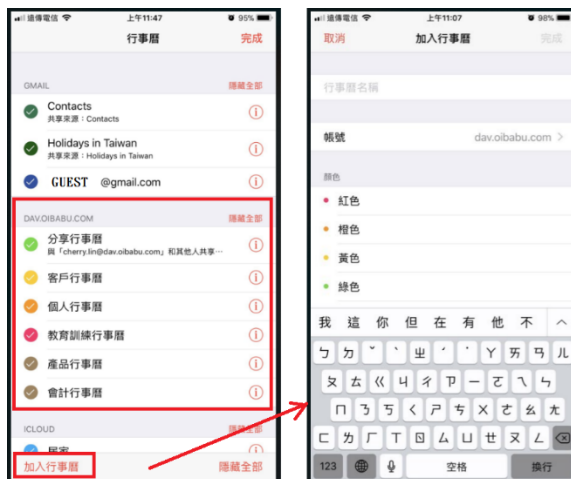 遠傳電信 上午11:47 95%
行事曆 完成
GMAIL 隱藏全部
Contacts
共享來源：Contacts
Holidays in Taiwan
共享來源：Holidays in Taiwan
GUEST @gmail.com
DAV.OIBABU.COM 隱藏全部
分享行事曆
與「cherry.lin@dav.oibabu.com」和其他人共享…
客戶行事曆
個人行事曆
教育訓練行事曆
產品行事曆
會計行事曆
ICLOUD 隱藏全部
居家
加入行事曆 隱藏全部
遠傳電信 上午11:07 98%
取消 加入行事曆 完成
行事曆名稱
帳號 dav.oibabu.com
顏色
紅色
橙色
黃色
綠色
我 這 你 但 在 有 他 不
ㄅ ㄉ ˇ ˋ ㄓ ˊ ˙ ㄚ ㄞ ㄢ ㄦ
ㄆ ㄊ ㄍ ㄐ ㄔ ㄗ ㄧ ㄛ ㄟ ㄣ
ㄇ ㄋ ㄎ ㄑ ㄕ ㄘ ㄨ ㄜ ㄠ ㄤ
ㄈ ㄌ ㄏ ㄒ ㄖ ㄙ ㄩ ㄝ ㄡ ㄥ
123 空格 換行